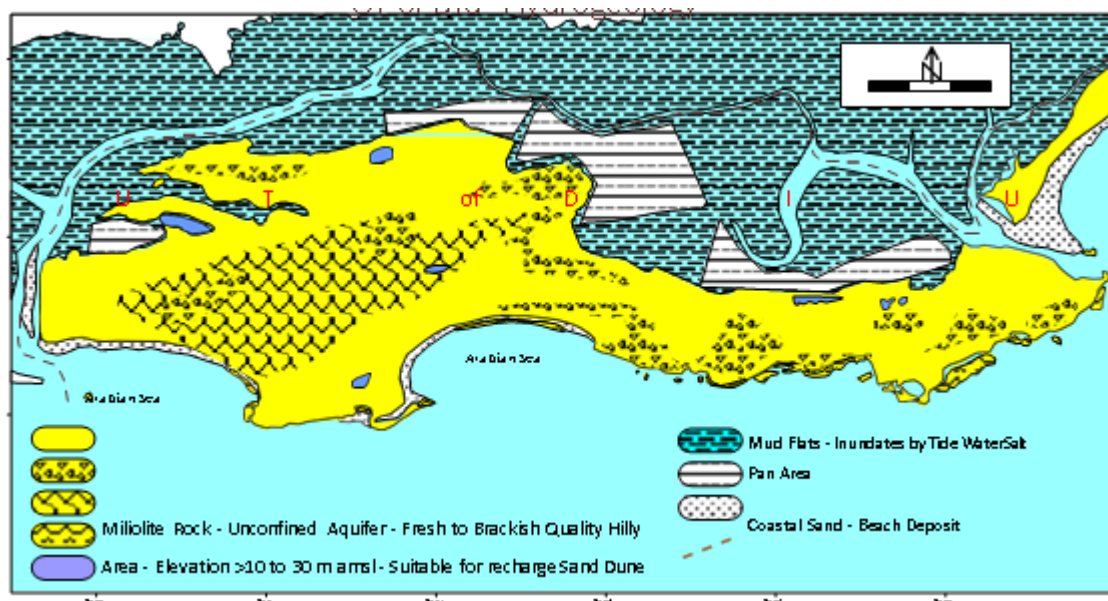 Hydrogeology
N
U T of D I U
Arabian Sea
Arabian Sea
Mud Flats - Inundates by Tide WaterSalt
Pan Area
Coastal Sand - Beach Deposit
Miliolite Rock - Unconfined Aquifer - Fresh to Brackish Quality Hilly
Area - Elevation >10 to 30 m amsl - Suitable for recharge Sand Dune